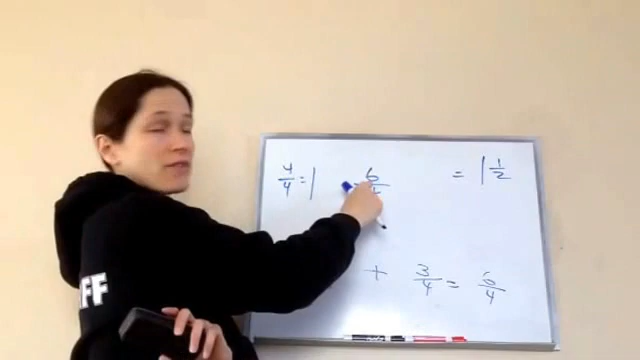 4/4 = 1 6/4 = 1 1/2
+ 3/4 = 6/4
FF